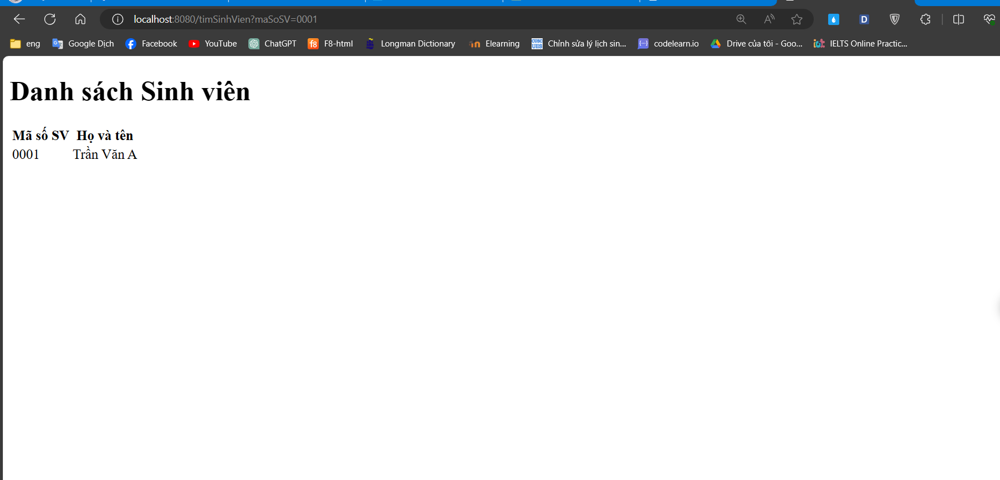 localhost:8080/timSinhVien?maSoSV=0001
eng Google Dịch Facebook YouTube ChatGPT F8-html Longman Dictionary Elearning Chỉnh sửa lý lịch sin... codelearn.io Drive của tôi - Goo... IELTS Online Practic...
Danh sách Sinh viên
Mã số SV Họ và tên
0001 Trần Văn A